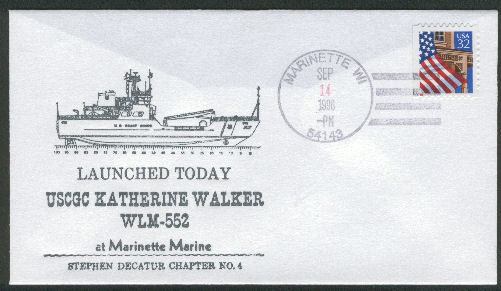 USA
32
MARINETTE, WI
SEP
14
1996
-PM
54143
U.S. COAST GUARD
LAUNCHED TODAY
USCGC KATHERINE WALKER
WLM-552
at Marinette Marine
STEPHEN DECATUR CHAPTER NO. 4